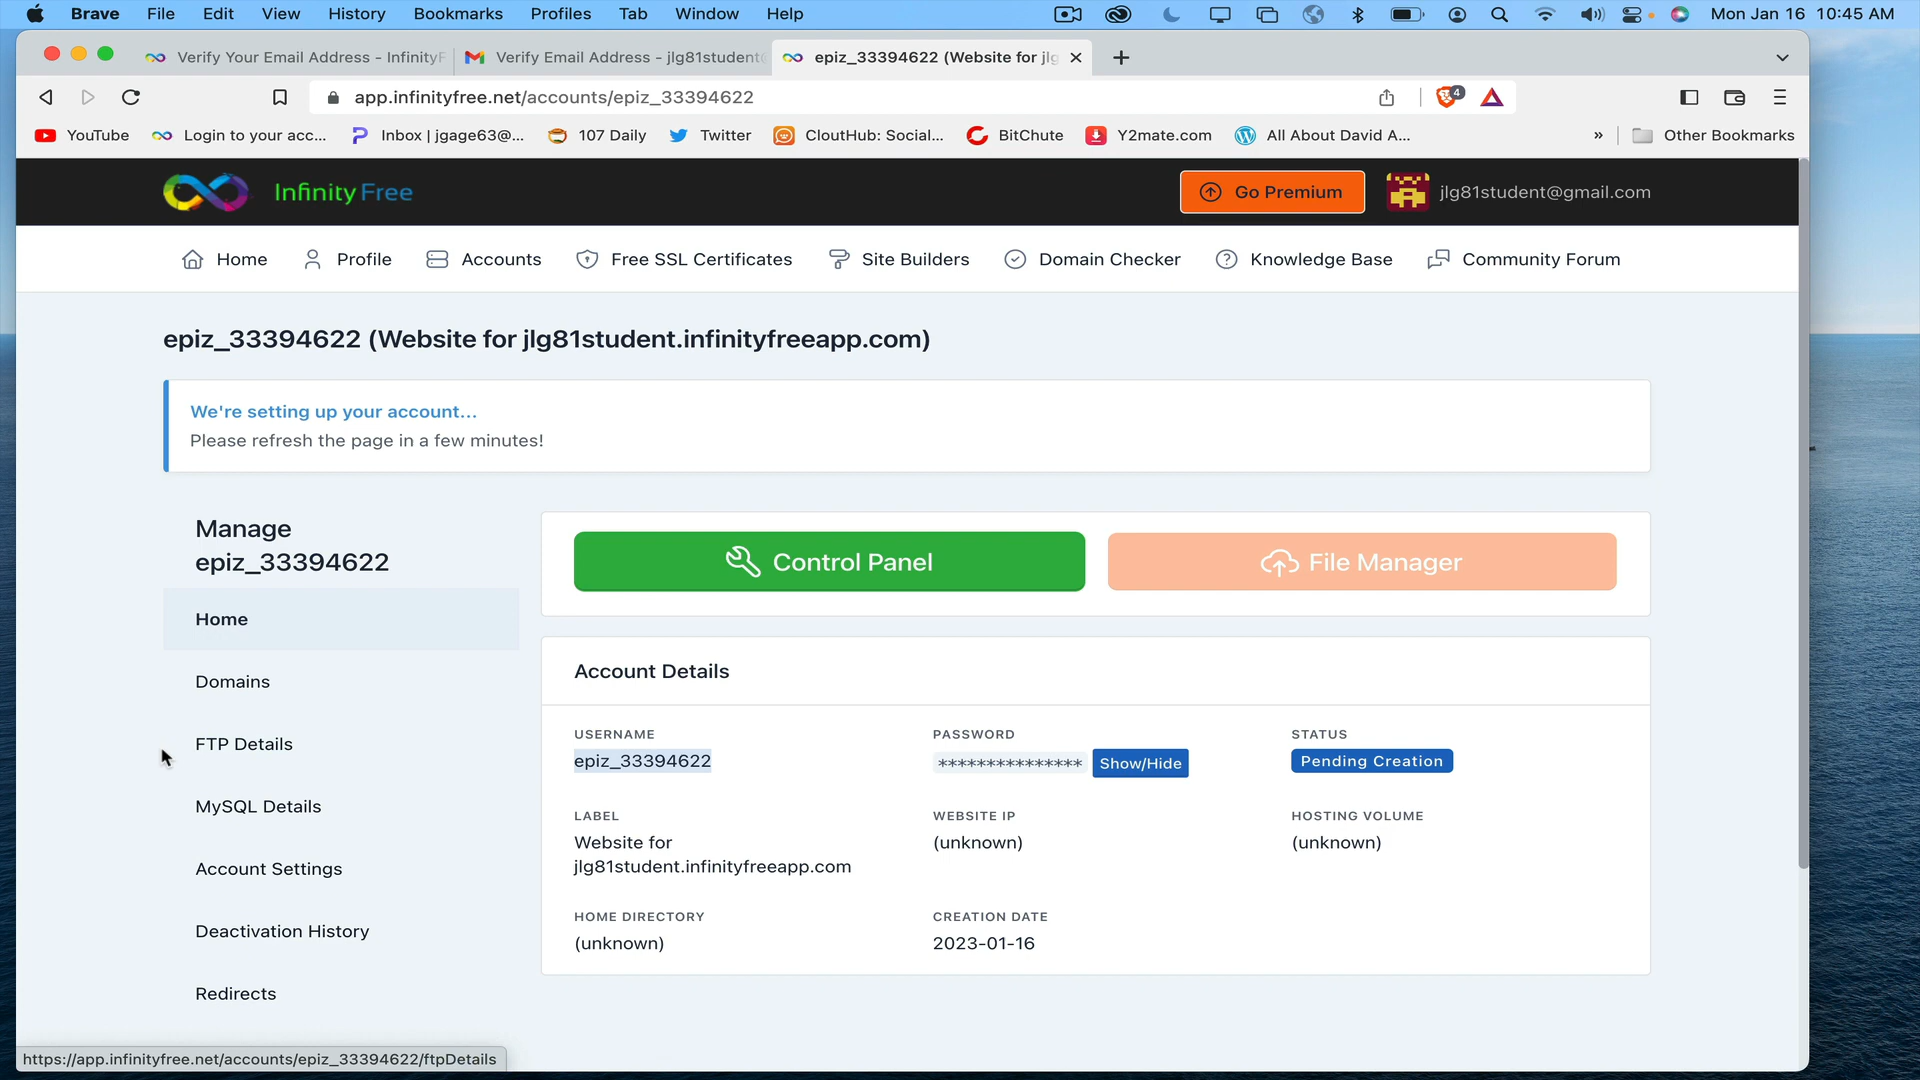 Brave File Edit View History Bookmarks Profiles Tab Window Help Mon Jan 16 10:45 AM
Verify Your Email Address - InfinityF Verify Email Address - jlg81student@ epiz_33394622 (Website for jlg
app.infinityfree.net/accounts/epiz_33394622 4
YouTube Login to your acc... Inbox | jgage63@... 107 Daily Twitter CloutHub: Social... BitChute Y2mate.com All About David A... » Other Bookmarks
InfinityFree Go Premium jlg81student@gmail.com
Home Profile Accounts Free SSL Certificates Site Builders Domain Checker Knowledge Base Community Forum
epiz_33394622 (Website for jlg81student.infinityfreeapp.com)
We're setting up your account...
Please refresh the page in a few minutes!
Manage
epiz_33394622
Home
Domains
FTP Details
MySQL Details
Account Settings
Deactivation History
Redirects
Control Panel File Manager
Account Details
USERNAME PASSWORD STATUS
epiz_33394622 *************** Show/Hide Pending Creation
LABEL WEBSITE IP HOSTING VOLUME
Website for (unknown) (unknown)
jlg81student.infinityfreeapp.com
HOME DIRECTORY CREATION DATE
(unknown) 2023-01-16
https://app.infinityfree.net/accounts/epiz_33394622/ftpDetails